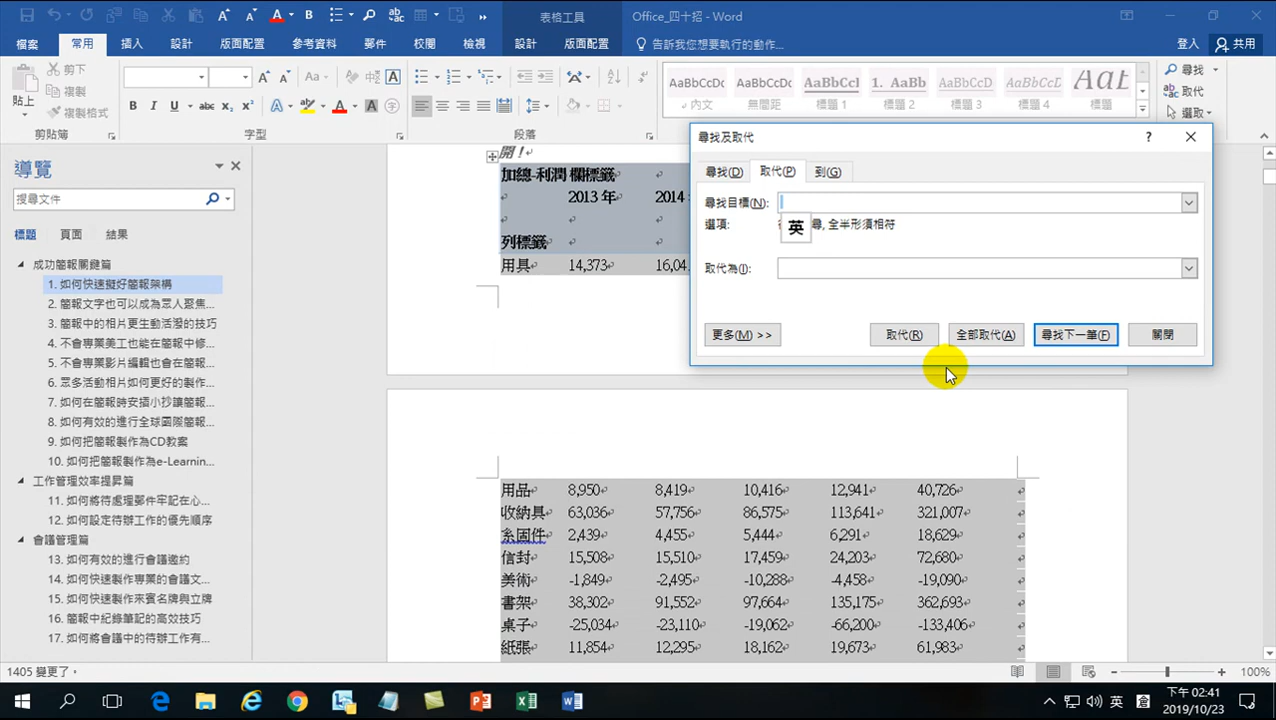 表格工具
Office_四十招 - Word
檔案 常用 插入 設計 版面配置 參考資料 郵件 校閱 檢視 設計 版面配置 告訴我您想要執行的動作... 登入 共用
剪下
複製
複製格式
貼上
剪貼簿 字型 段落
AaBbCcDc AaBbCcDc AaBbCcI 1. AaBb AaBbCcDc AaBbCcDc AaBl
內文 無間距 標題 1 標題 2 標題 3 標題 4 標題
尋找
取代
選取
導覽
搜尋文件
標題 頁面 結果
成功簡報關鍵篇
1. 如何快速擬好簡報架構
2. 簡報文字也可以成為眾人聚焦...
3. 簡報中的相片更生動活潑的技巧
4. 不會專業美工也能在簡報中修...
5. 不會專業影片編輯也會在簡報...
6. 眾多活動相片如何更好的製作...
7. 如何在簡報時安插小抄讓簡報...
8. 如何有效的進行全球國際簡報...
9. 如何把簡報製作為CD教案
10. 如何把簡報製作為e-Learnin...
工作管理效率提昇篇
11. 如何將待處理郵件牢記在心...
12. 如何設定待辦工作的優先順序
會議管理篇
13. 如何有效的進行會議邀約
14. 如何快速製作專業的會議文...
15. 如何快速製作來賓名牌與立牌
16. 簡報中紀錄筆記的高效技巧
17. 如何將會議中的待辦工作有...
開！
加總-利潤 欄標籤
2013 年 2014
列標籤
用具 14,373 16,04
尋找及取代
尋找(D) 取代(P) 到(G)
尋找目標(N):
選項: 尋, 全半形須相符
英
取代為(I):
更多(M) >> 取代(R) 全部取代(A) 尋找下一筆(F) 關閉
用品 8,950 8,419 10,416 12,941 40,726
收納具 63,036 57,756 86,575 113,641 321,007
糸固件 2,439 4,455 5,444 6,291 18,629
信封 15,508 15,510 17,459 24,203 72,680
美術 -1,849 -2,495 -10,288 -4,458 -19,090
書架 38,302 91,552 97,664 135,175 362,693
桌子 -25,034 -23,110 -19,062 -66,200 -133,406
紙張 11,854 12,295 18,162 19,673 61,983
1405 變更了。
100%
英 倉
下午 02:41
2019/10/23